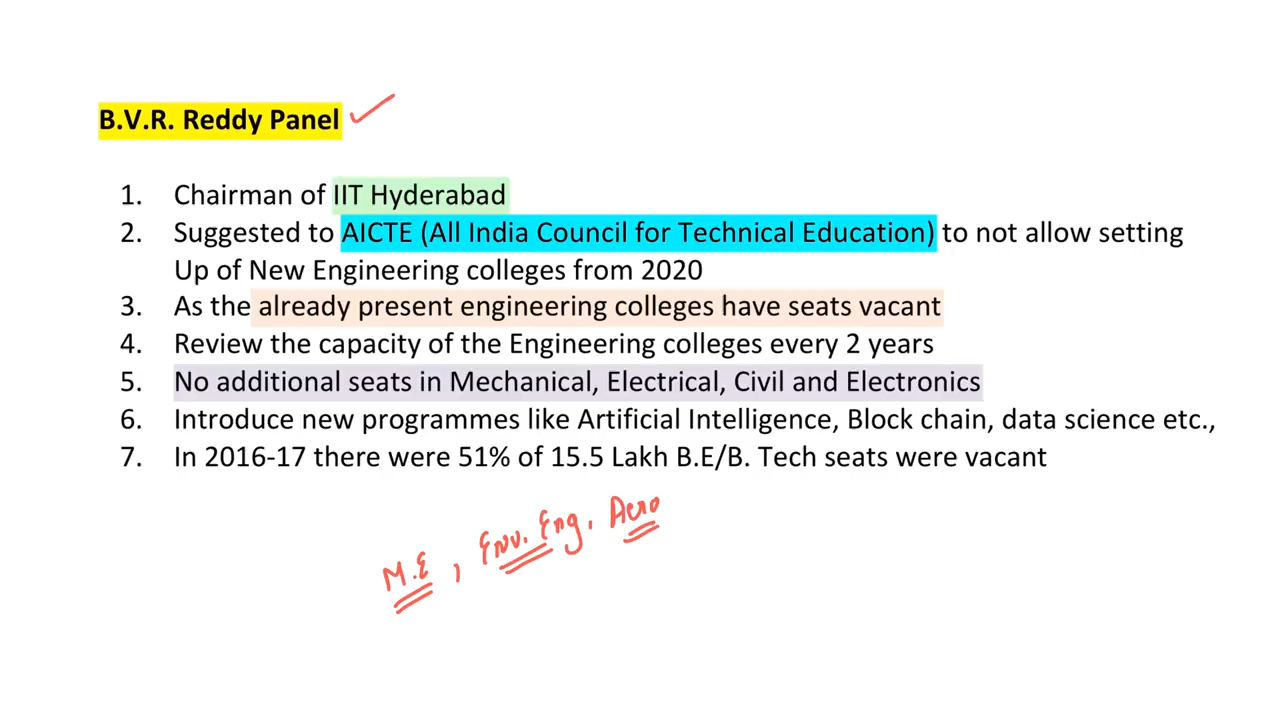 B.V.R. Reddy Panel
1. Chairman of IIT Hyderabad
2. Suggested to AICTE (All India Council for Technical Education) to not allow setting
Up of New Engineering colleges from 2020
3. As the already present engineering colleges have seats vacant
4. Review the capacity of the Engineering colleges every 2 years
5. No additional seats in Mechanical, Electrical, Civil and Electronics
6. Introduce new programmes like Artificial Intelligence, Block chain, data science etc.,
7. In 2016-17 there were 51% of 15.5 Lakh B.E/B. Tech seats were vacant
M.E, Env. Eng. Aero